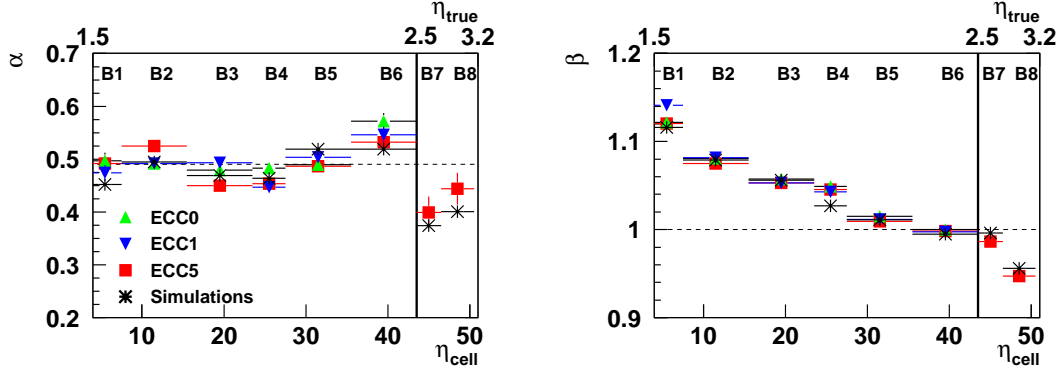 η_true
1.5 2.5 3.2
α
0.7
B1 B2 B3 B4 B5 B6 B7 B8
0.6
0.5
0.4
ECC0
ECC1
0.3
ECC5
Simulations
0.2
10 20 30 40 50
η_cell
η_true
1.5 2.5 3.2
β
1.2
B1 B2 B3 B4 B5 B6 B7 B8
1.1
1
0.9
10 20 30 40 50
η_cell